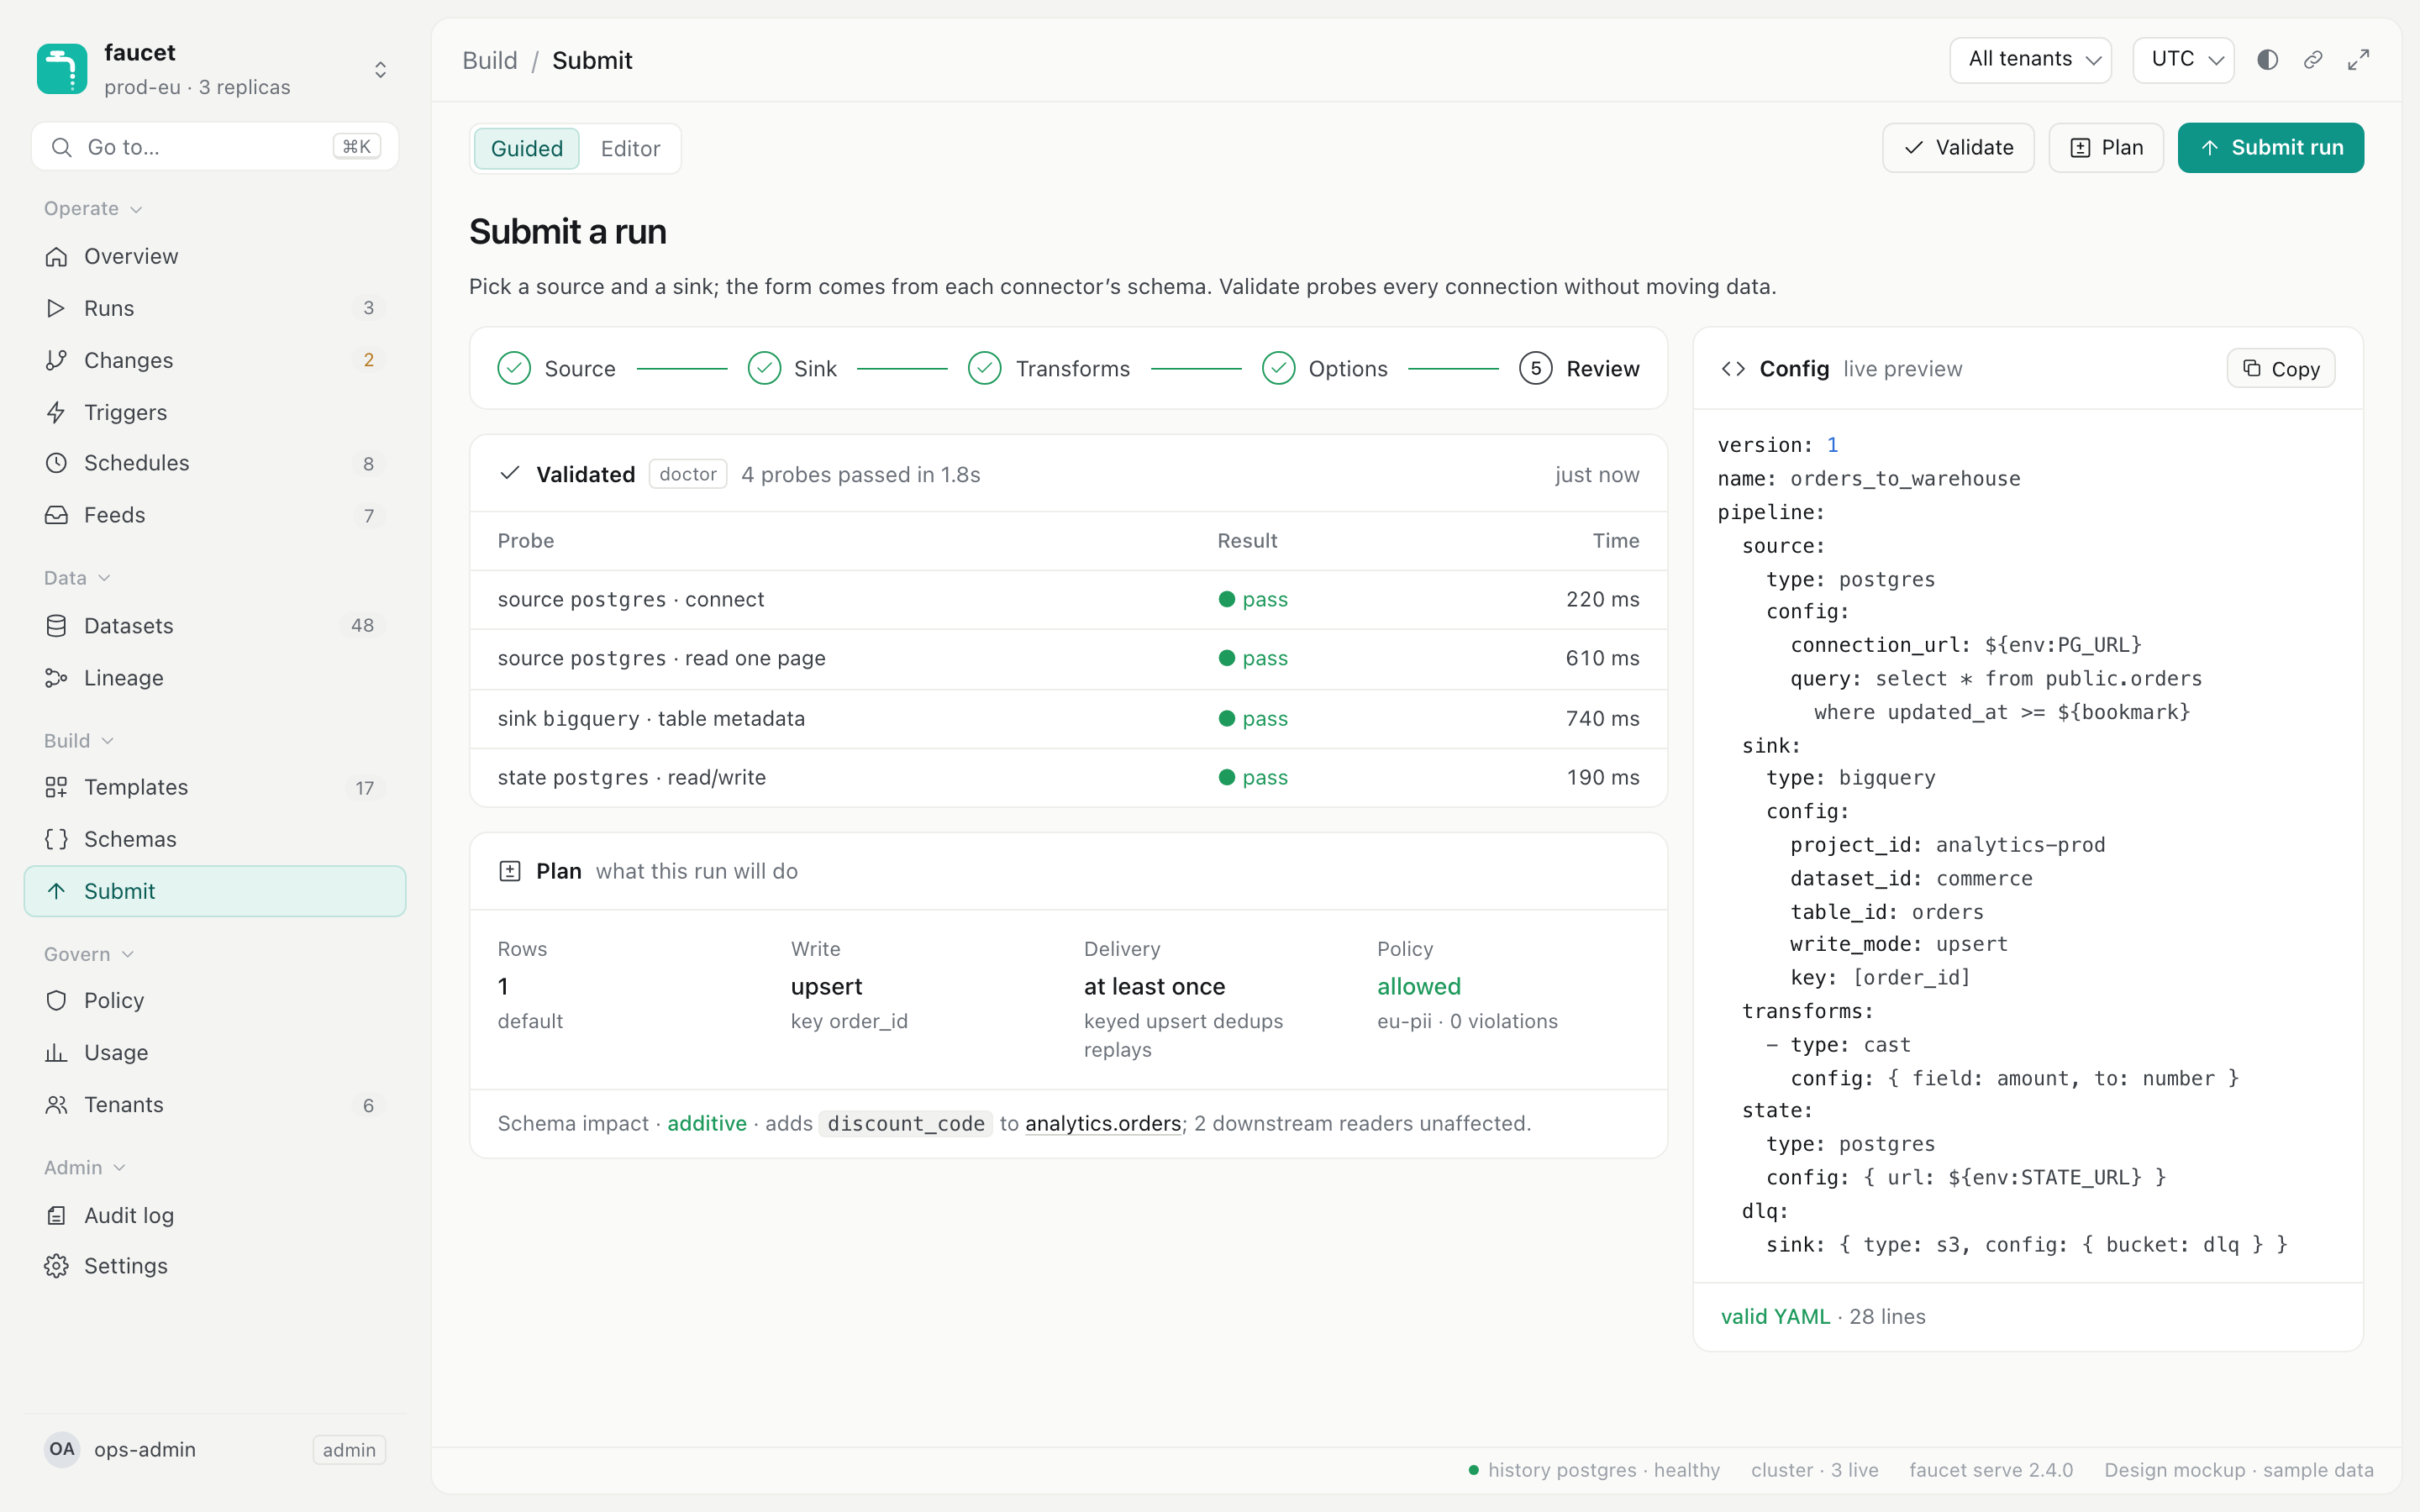 faucet
prod-eu · 3 replicas
Go to...
⌘K
Operate
Overview
Runs 3
Changes 2
Triggers
Schedules 8
Feeds 7
Data
Datasets 48
Lineage
Build
Templates 17
Schemas
Submit
Govern
Policy
Usage
Tenants 6
Admin
Audit log
Settings
OA ops-admin admin
Build / Submit
All tenants
UTC
Guided Editor
Validate Plan Submit run
Submit a run
Pick a source and a sink; the form comes from each connector’s schema. Validate probes every connection without moving data.
Source Sink Transforms Options 5 Review
Validated doctor 4 probes passed in 1.8s just now
Probe Result Time
source postgres · connect pass 220 ms
source postgres · read one page pass 610 ms
sink bigquery · table metadata pass 740 ms
state postgres · read/write pass 190 ms
Plan what this run will do
Rows
1
default
Write
upsert
key order_id
Delivery
at least once
keyed upsert dedups
replays
Policy
allowed
eu-pii · 0 violations
Schema impact · additive · adds discount_code to analytics.orders; 2 downstream readers unaffected.
Config live preview Copy
version: 1
name: orders_to_warehouse
pipeline:
source:
type: postgres
config:
connection_url: ${env:PG_URL}
query: select * from public.orders
where updated_at >= ${bookmark}
sink:
type: bigquery
config:
project_id: analytics-prod
dataset_id: commerce
table_id: orders
write_mode: upsert
key: [order_id]
transforms:
- type: cast
config: { field: amount, to: number }
state:
type: postgres
config: { url: ${env:STATE_URL} }
dlq:
sink: { type: s3, config: { bucket: dlq } }
valid YAML · 28 lines
history postgres · healthy cluster · 3 live faucet serve 2.4.0 Design mockup · sample data